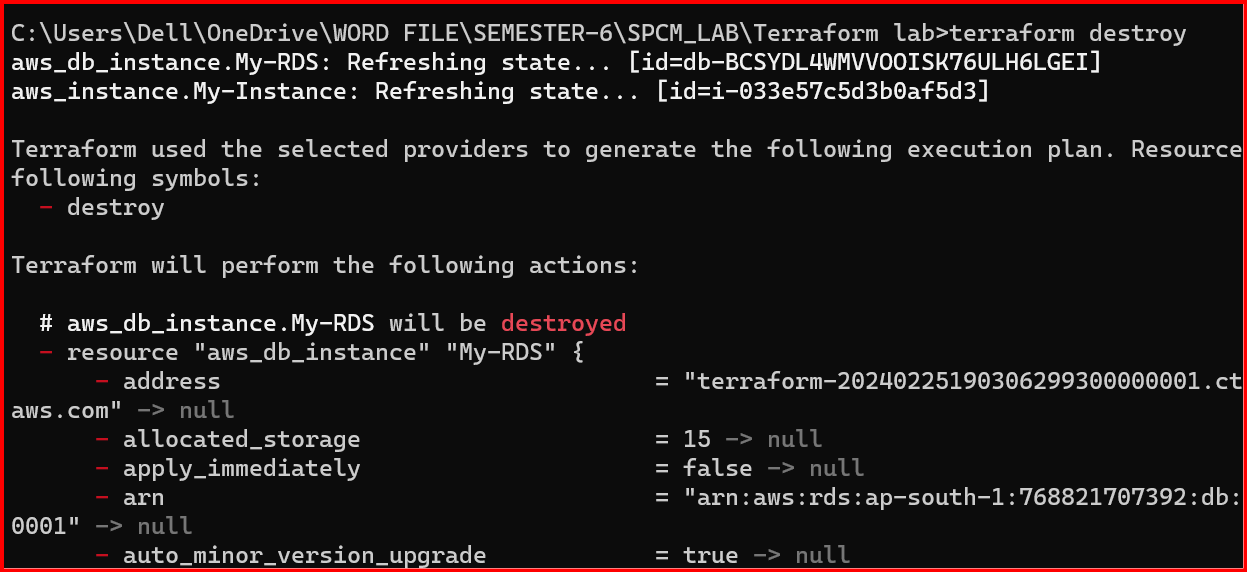 C:\Users\Dell\OneDrive\WORD FILE\SEMESTER-6\SPCM_LAB\Terraform lab>terraform destroy
aws_db_instance.My-RDS: Refreshing state... [id=db-BCSYDL4WMVVOOISK76ULH6LGEI]
aws_instance.My-Instance: Refreshing state... [id=i-033e57c5d3b0af5d3]
Terraform used the selected providers to generate the following execution plan. Resource
following symbols:
- destroy
Terraform will perform the following actions:
# aws_db_instance.My-RDS will be destroyed
- resource "aws_db_instance" "My-RDS" {
- address = "terraform-20240225190306299300000001.ct
aws.com" -> null
- allocated_storage = 15 -> null
- apply_immediately = false -> null
- arn = "arn:aws:rds:ap-south-1:768821707392:db:
0001" -> null
- auto_minor_version_upgrade = true -> null